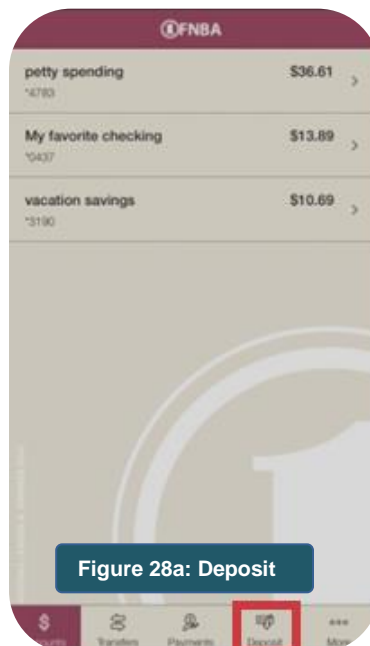 FNBA
petty spending $36.61 >
*4783
My favorite checking $13.89 >
*0437
vacation savings $10.69 >
*3190
Figure 28a: Deposit
$
Transfers Payments Deposit More